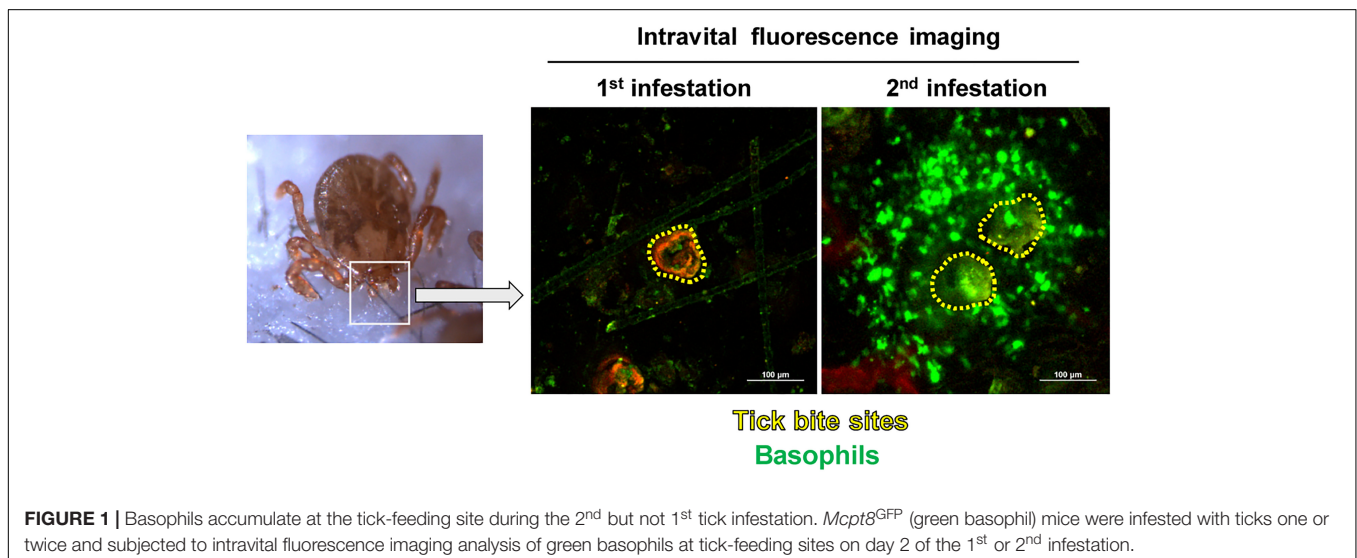 Intravital fluorescence imaging
1st infestation
2nd infestation
100 µm
100 µm
Tick bite sites
Basophils
FIGURE 1 | Basophils accumulate at the tick-feeding site during the 2nd but not 1st tick infestation. Mcpt8GFP (green basophil) mice were infested with ticks one or
twice and subjected to intravital fluorescence imaging analysis of green basophils at tick-feeding sites on day 2 of the 1st or 2nd infestation.